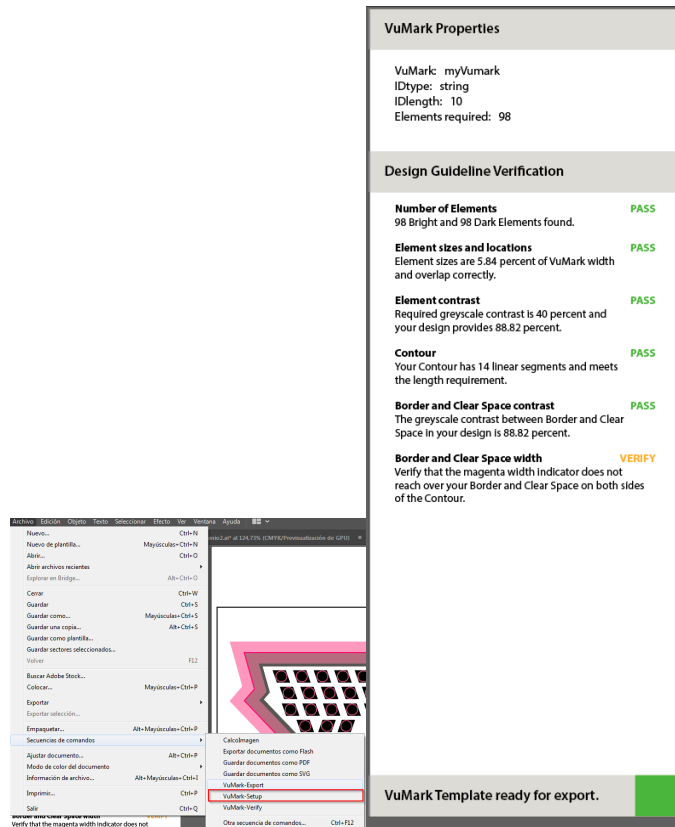 VuMark Properties
VuMark: myVumark
IDtype: string
IDlength: 10
Elements required: 98
Design Guideline Verification
Number of Elements PASS
98 Bright and 98 Dark Elements found.
Element sizes and locations PASS
Element sizes are 5.84 percent of VuMark width
and overlap correctly.
Element contrast PASS
Required greyscale contrast is 40 percent and
your design provides 88.82 percent.
Contour PASS
Your Contour has 14 linear segments and meets
the length requirement.
Border and Clear Space contrast PASS
The greyscale contrast between Border and Clear
Space in your design is 88.82 percent.
Border and Clear Space width VERIFY
Verify that the magenta width indicator does not
reach over your Border and Clear Space on both sides
of the Contour.
VuMark Template ready for export.
Archivo Edición Objeto Texto Seleccionar Efecto Ver Ventana Ayuda
Nuevo... Ctrl+N
Nuevo de plantilla... Mayúsculas+Ctrl+N
Abrir... Ctrl+O
Abrir archivos recientes
Explorar en Bridge... Alt+Ctrl+O
Cerrar Ctrl+W
Guardar Ctrl+S
Guardar como... Mayúsculas+Ctrl+S
Guardar una copia... Alt+Ctrl+S
Guardar como plantilla...
Guardar sectores seleccionados...
Volver F12
Buscar Adobe Stock...
Colocar... Mayúsculas+Ctrl+P
Exportar
Exportar selección...
Empaquetar... Alt+Mayúsculas+Ctrl+P
Secuencias de comandos
Ajustar documento... Alt+Ctrl+P
Modo de color del documento
Información de archivo... Alt+Mayúsculas+Ctrl+I
Imprimir... Ctrl+P
Salir Ctrl+Q
.ai* al 124,73% (CMYK/Previsualización de GPU) ×
CalcoImagen
Exportar documentos como Flash
Guardar documentos como PDF
Guardar documentos como SVG
VuMark-Export
VuMark-Setup
VuMark-Verify
Otra secuencia de comandos... Ctrl+F12
Border and Clear Space width VERIFY
Verify that the magenta width indicator does not